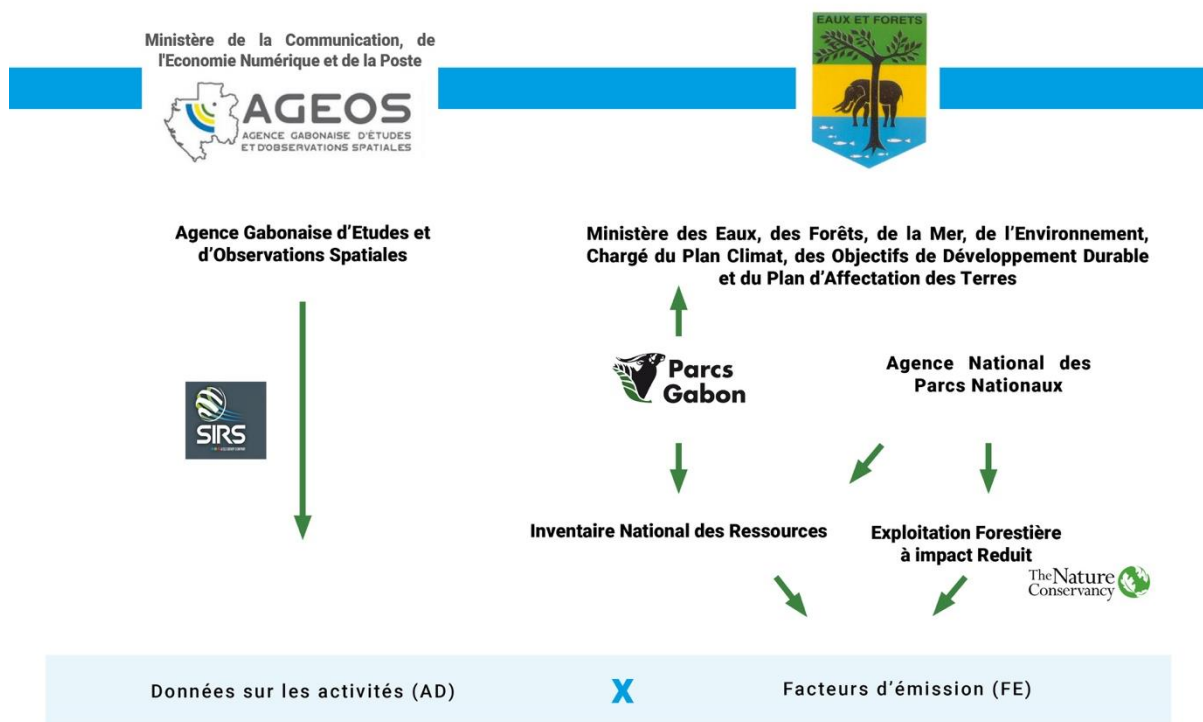 Ministère de la Communication, de
l'Economie Numérique et de la Poste
AGEOS
AGENCE GABONAISE D'ÉTUDES
ET D'OBSERVATIONS SPATIALES
EAUX ET FORETS
Agence Gabonaise d'Etudes et
d'Observations Spatiales
Ministère des Eaux, des Forêts, de la Mer, de l'Environnement,
Chargé du Plan Climat, des Objectifs de Développement Durable
et du Plan d'Affectation des Terres
Parcs
Gabon
Agence National des
Parcs Nationaux
SIRS
Inventaire National des Ressources
Exploitation Forestière
à impact Reduit
The Nature
Conservancy
Données sur les activités (AD)
X
Facteurs d'émission (FE)